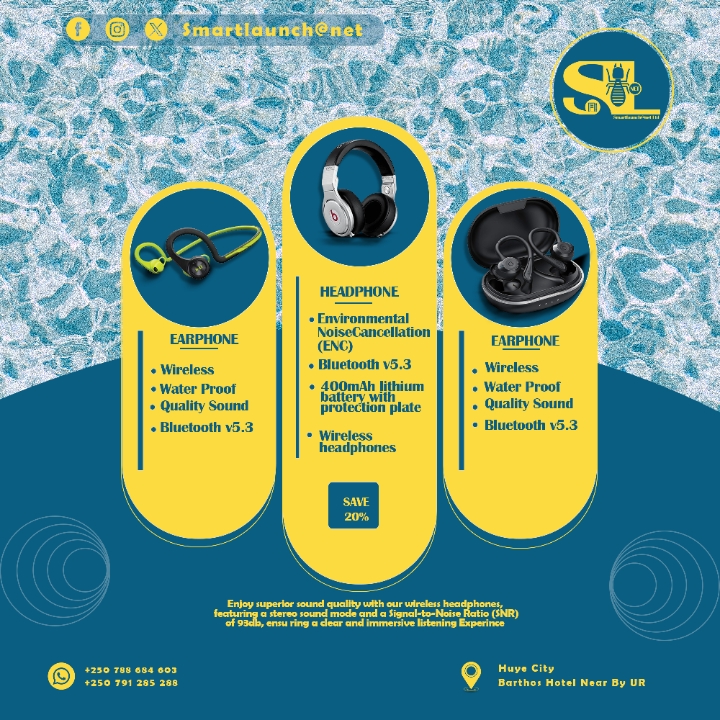 Smartlaunch@net
SL
SmartLaunchNet Ltd
HEADPHONE
• Environmental
NoiseCancellation
(ENC)
• Bluetooth v5.3
• 400mAh lithium
battery with
protection plate
• Wireless
headphones
SAVE
20%
EARPHONE
• Wireless
• Water Proof
• Quality Sound
• Bluetooth v5.3
EARPHONE
• Wireless
• Water Proof
• Quality Sound
• Bluetooth v5.3
Enjoy superior sound quality with our wireless headphones,
featuring a stereo sound mode and a Signal-to-Noise Ratio (SNR)
of 93db, ensu ring a clear and immersive listening Experince
+250 788 684 603
+250 791 285 288
Huye City
Barthos Hotel Near By UR